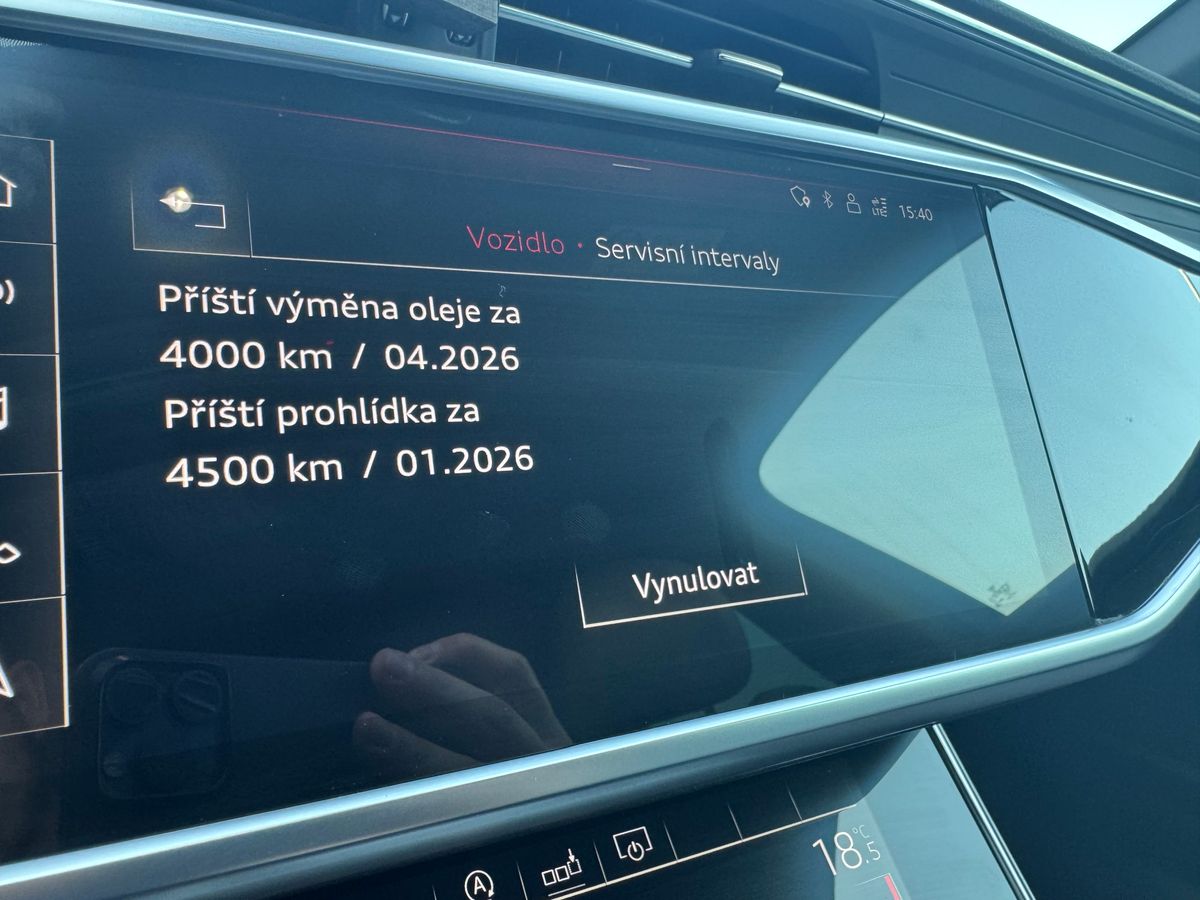 LTE 15:40
Vozidlo • Servisní intervaly
Příští výměna oleje za
4000 km / 04.2026
Příští prohlídka za
4500 km / 01.2026
Vynulovat
A
18.5 °C